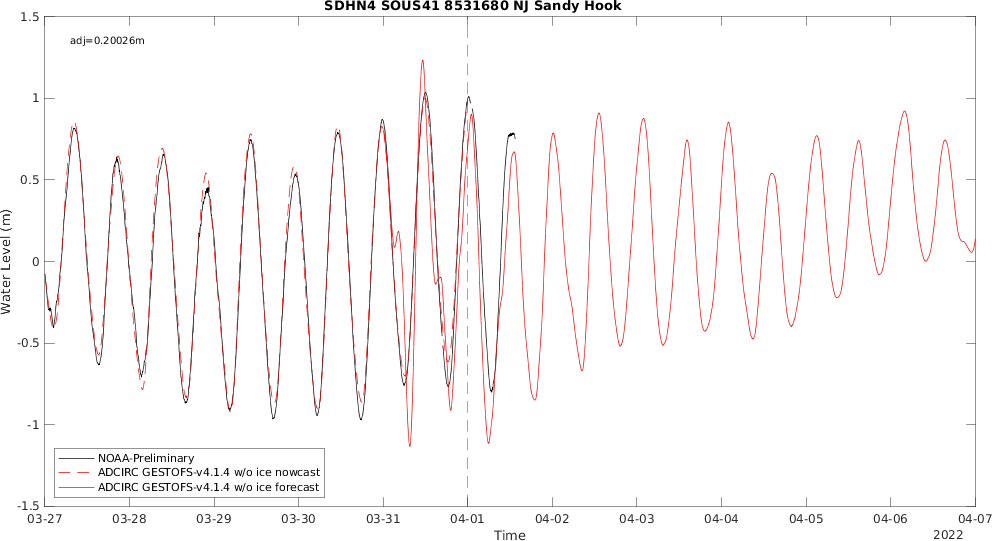 SDHN4 SOUS41 8531680 NJ Sandy Hook
1.5
adj=0.20026m
1
0.5
Water Level (m)
0
-0.5
-1
NOAA-Preliminary
ADCIRC GESTOFS-v4.1.4 w/o ice nowcast
ADCIRC GESTOFS-v4.1.4 w/o ice forecast
-1.5
03-27 03-28 03-29 03-30 03-31 04-01 04-02 04-03 04-04 04-05 04-06 04-07
Time
2022